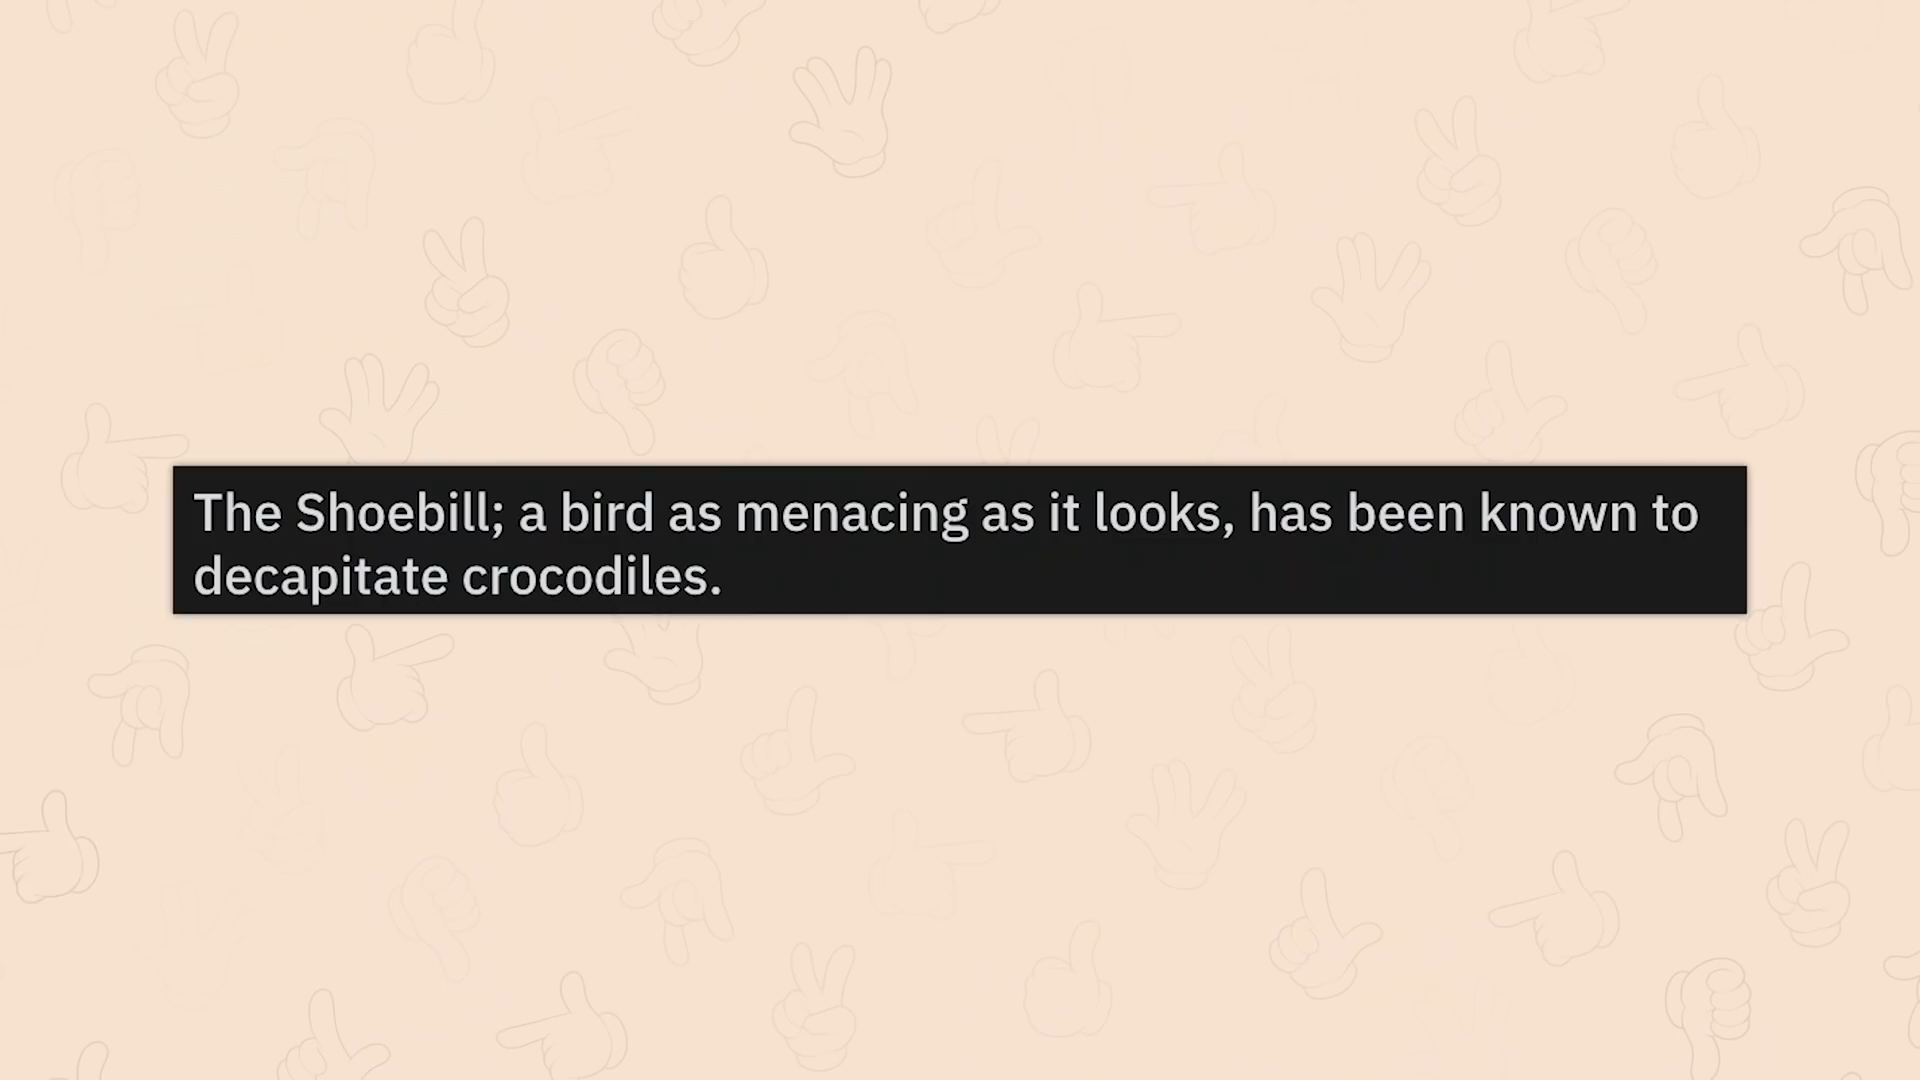 The Shoebill; a bird as menacing as it looks, has been known to
decapitate crocodiles.